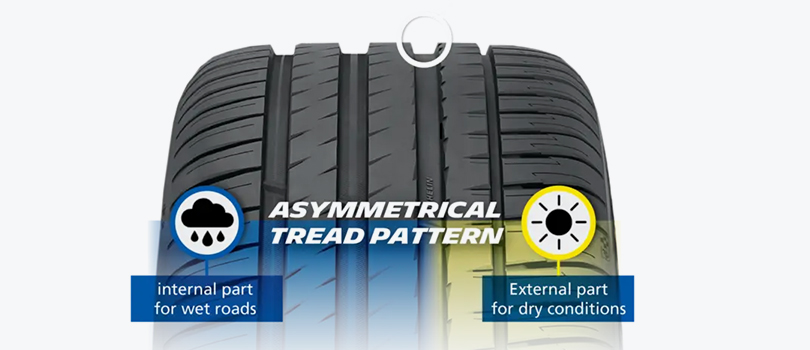 ASYMMETRICAL
TREAD PATTERN
internal part
for wet roads
External part
for dry conditions